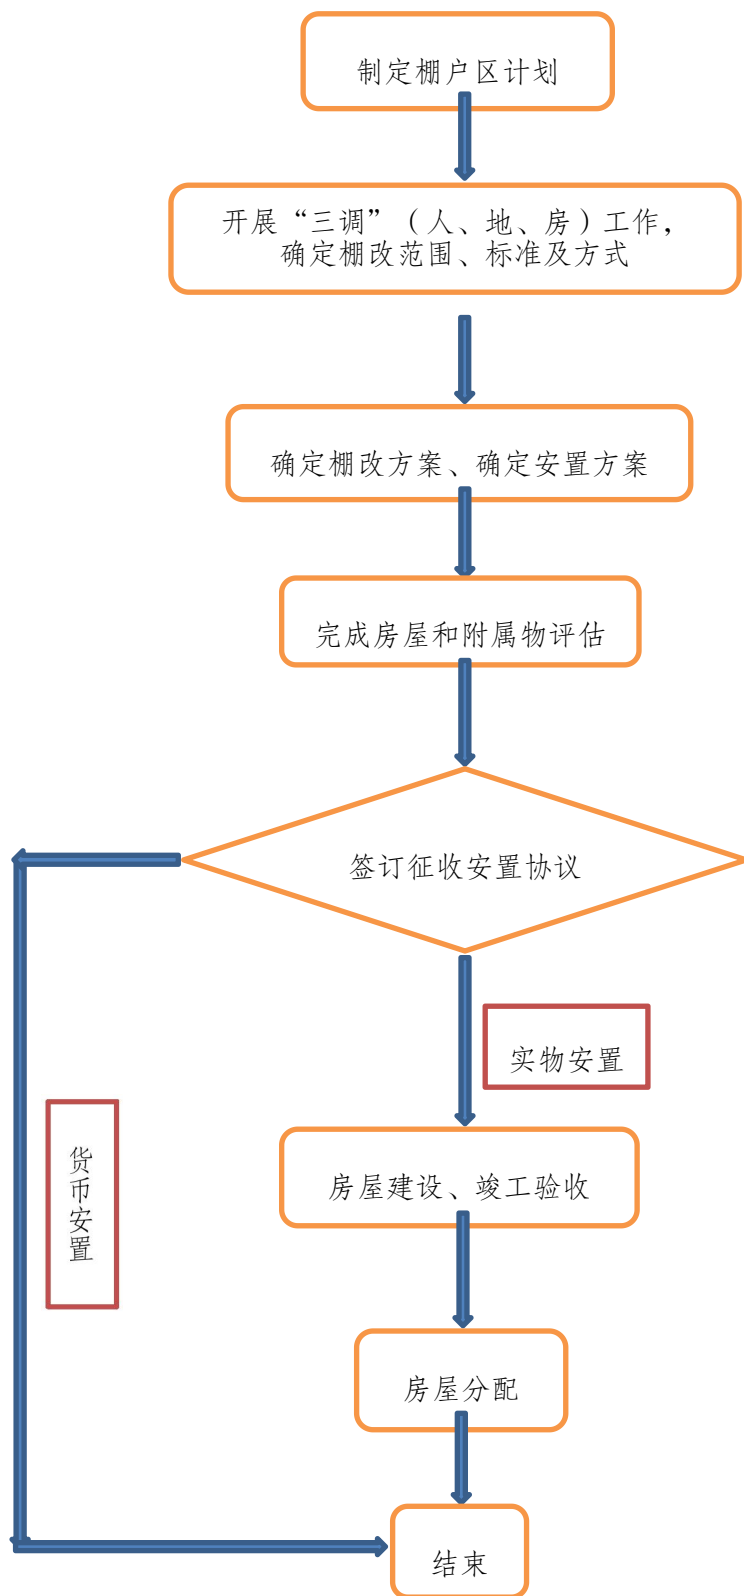 制定棚户区计划
开展“三调”（人、地、房）工作，
确定棚改范围、标准及方式
确定棚改方案、确定安置方案
完成房屋和附属物评估
签订征收安置协议
实物安置
货币安置
房屋建设、竣工验收
房屋分配
结束